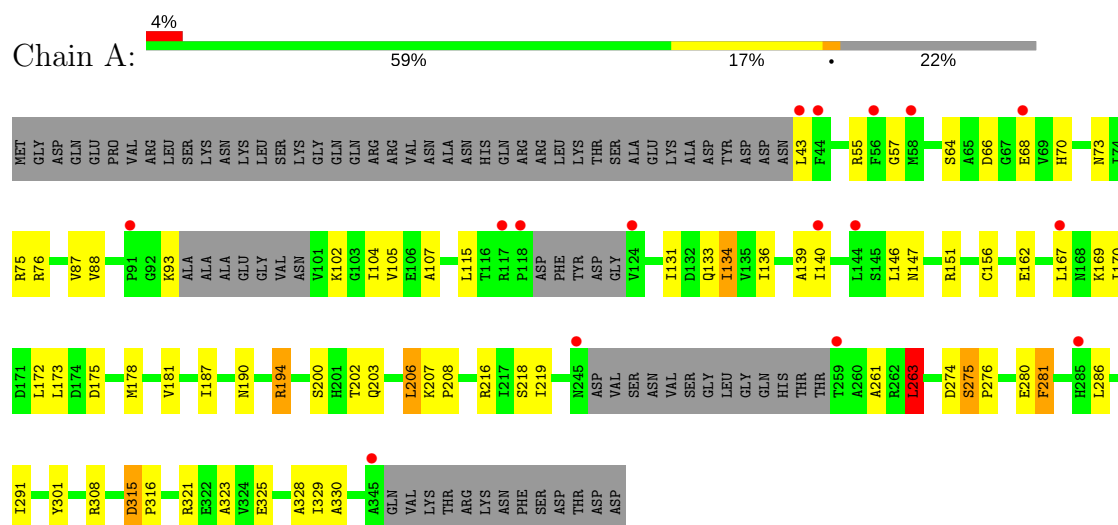 4%
Chain A:
59% 17% • 22%
MET GLY ASP GLN GLU PRO VAL ARG LEU SER LYS ASN LYS LEU SER LYS GLY GLN GLN ARG ARG VAL ASN ALA ASN HIS GLN ARG ARG LEU LYS THR SER ALA GLU LYS ALA ASP TYR ASP ASP ASN L43 F44 R55 F56 G57 M58 S64 A65 D66 G67 E68 V69 H70 N73 I74
R75 R76 V87 V88 P91 G92 K93 ALA ALA ALA GLU GLY VAL ASN V101 K102 G103 I104 V105 E106 A107 L115 T116 R117 P118 ASP PHE TYR ASP GLY V124 I131 D132 Q133 I134 V135 I136 A139 I140 L144 S145 L146 N147 R151 C156 E162 L167 N168 K169 I170
D171 L172 L173 D174 D175 M178 V181 I187 N190 R194 S200 H201 T202 Q203 L206 K207 P208 R216 I217 S218 I219 N245 ASP VAL SER ASN VAL SER GLY LEU GLY GLN HIS THR THR T259 A260 A261 R262 L263 D274 S275 P276 E280 F281 H285 L286
I291 Y301 R308 D315 P316 R321 E322 A323 V324 E325 A328 I329 A330 A345 GLN VAL LYS THR ARG LYS ASN PHE SER ASP THR ASP ASP